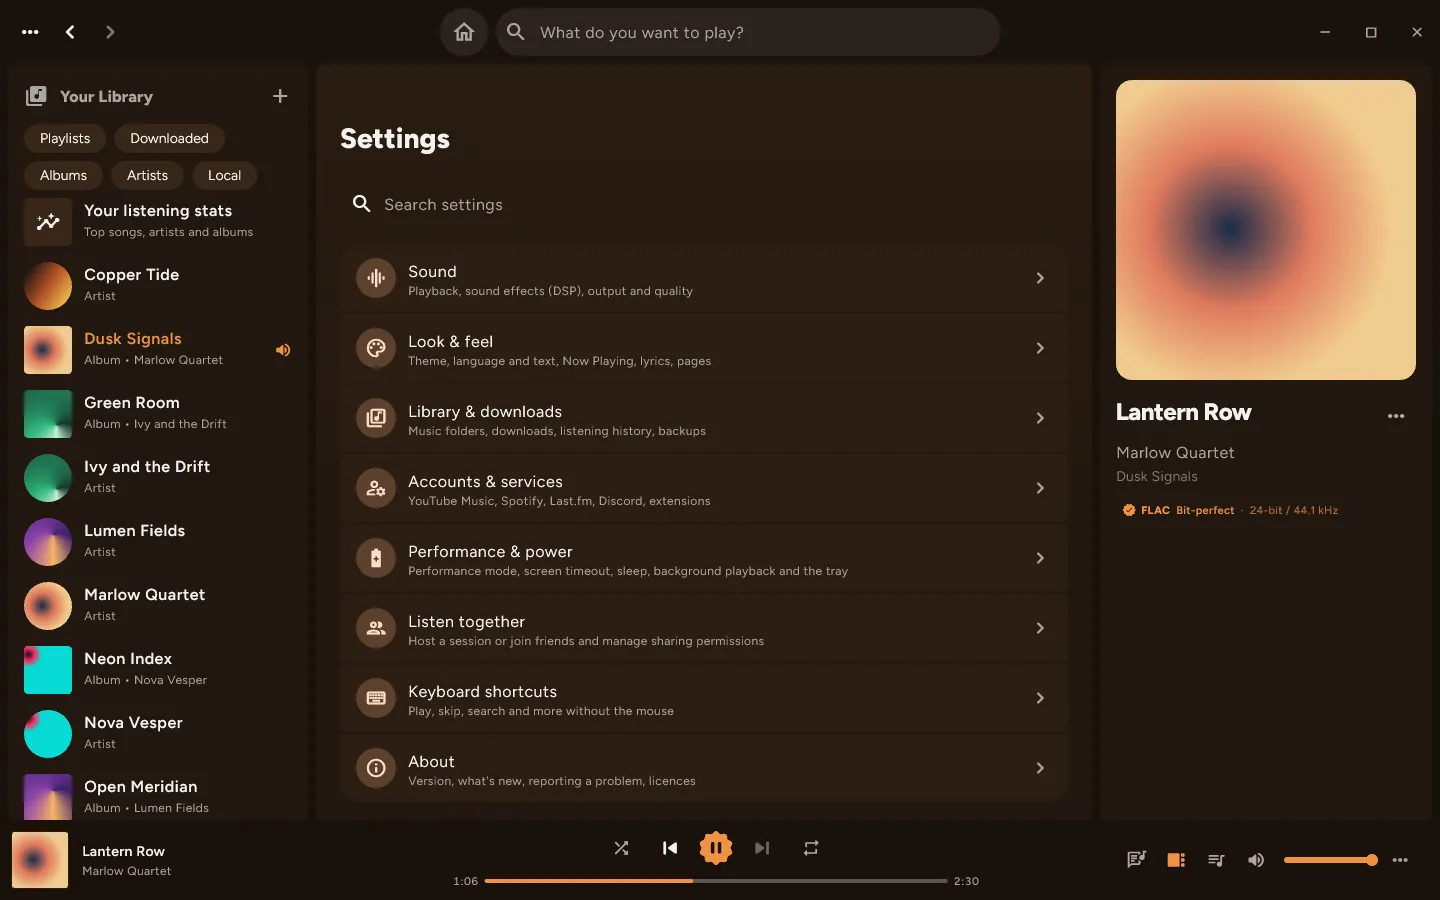 What do you want to play?
Your Library
Playlists
Downloaded
Albums
Artists
Local
Your listening stats
Top songs, artists and albums
Copper Tide
Artist
Dusk Signals
Album • Marlow Quartet
Green Room
Album • Ivy and the Drift
Ivy and the Drift
Artist
Lumen Fields
Artist
Marlow Quartet
Artist
Neon Index
Album • Nova Vesper
Nova Vesper
Artist
Open Meridian
Album • Lumen Fields
Settings
Search settings
Sound
Playback, sound effects (DSP), output and quality
Look & feel
Theme, language and text, Now Playing, lyrics, pages
Library & downloads
Music folders, downloads, listening history, backups
Accounts & services
YouTube Music, Spotify, Last.fm, Discord, extensions
Performance & power
Performance mode, screen timeout, sleep, background playback and the tray
Listen together
Host a session or join friends and manage sharing permissions
Keyboard shortcuts
Play, skip, search and more without the mouse
About
Version, what's new, reporting a problem, licences
Lantern Row
Marlow Quartet
Dusk Signals
FLAC Bit-perfect · 24-bit / 44.1 kHz
Lantern Row
Marlow Quartet
1:06
2:30